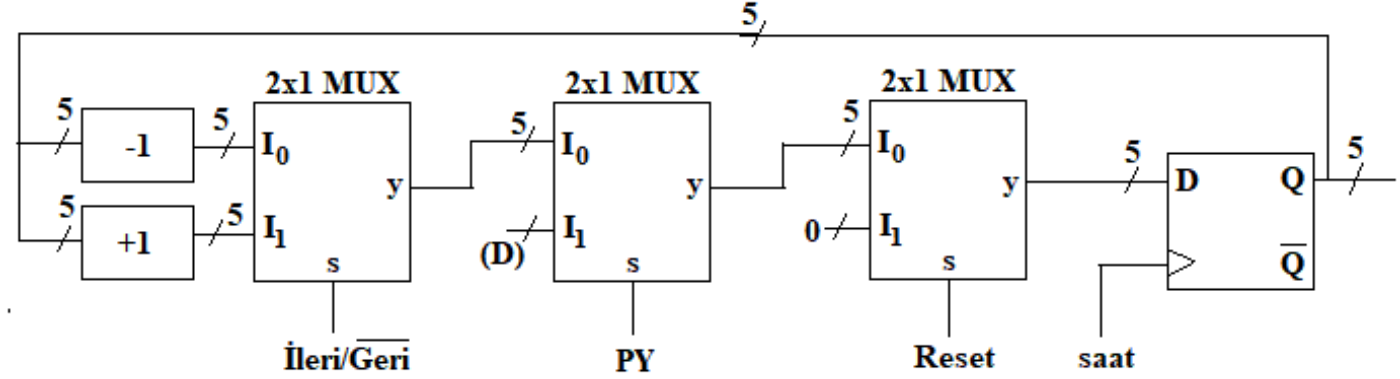 5
2x1 MUX 2x1 MUX 2x1 MUX
5 -1 5 I0 y 5 I0 y 5 I0 y 5 D Q 5
5 +1 5 I1 (D) I1 0 I1 Q̅
s s s
İleri/G̅e̅r̅i̅ PY Reset saat